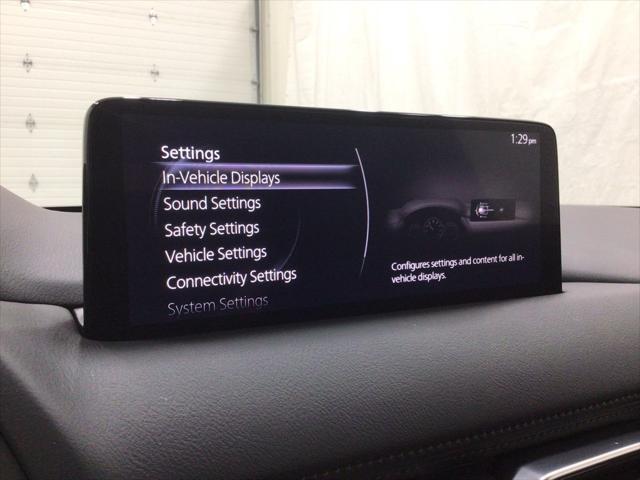 1:29 pm
Settings
In-Vehicle Displays
Sound Settings
Safety Settings
Vehicle Settings
Connectivity Settings
System Settings
Configures settings and content for all in-
vehicle displays.